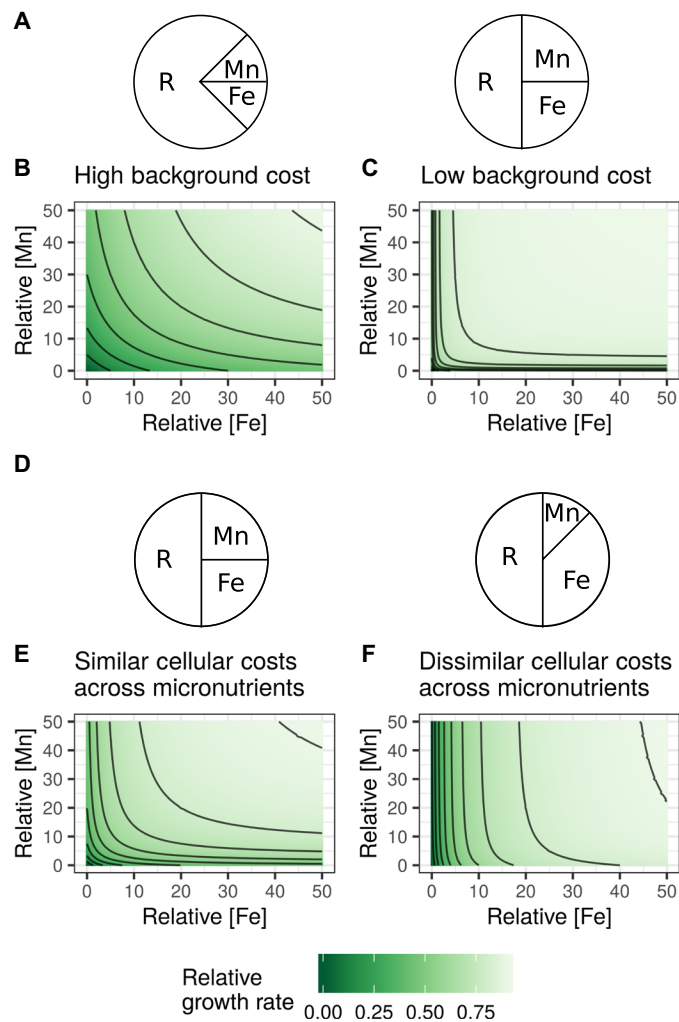 A
R
Mn
Fe
R
Mn
Fe
B
High background cost
C
Low background cost
Relative [Mn]
50
40
30
20
10
0
0 10 20 30 40 50
Relative [Fe]
Relative [Mn]
50
40
30
20
10
0
0 10 20 30 40 50
Relative [Fe]
D
R
Mn
Fe
R
Mn
Fe
E
Similar cellular costs
across micronutrients
F
Dissimilar cellular costs
across micronutrients
Relative [Mn]
50
40
30
20
10
0
0 10 20 30 40 50
Relative [Fe]
Relative [Mn]
50
40
30
20
10
0
0 10 20 30 40 50
Relative [Fe]
Relative
growth rate
0.00 0.25 0.50 0.75